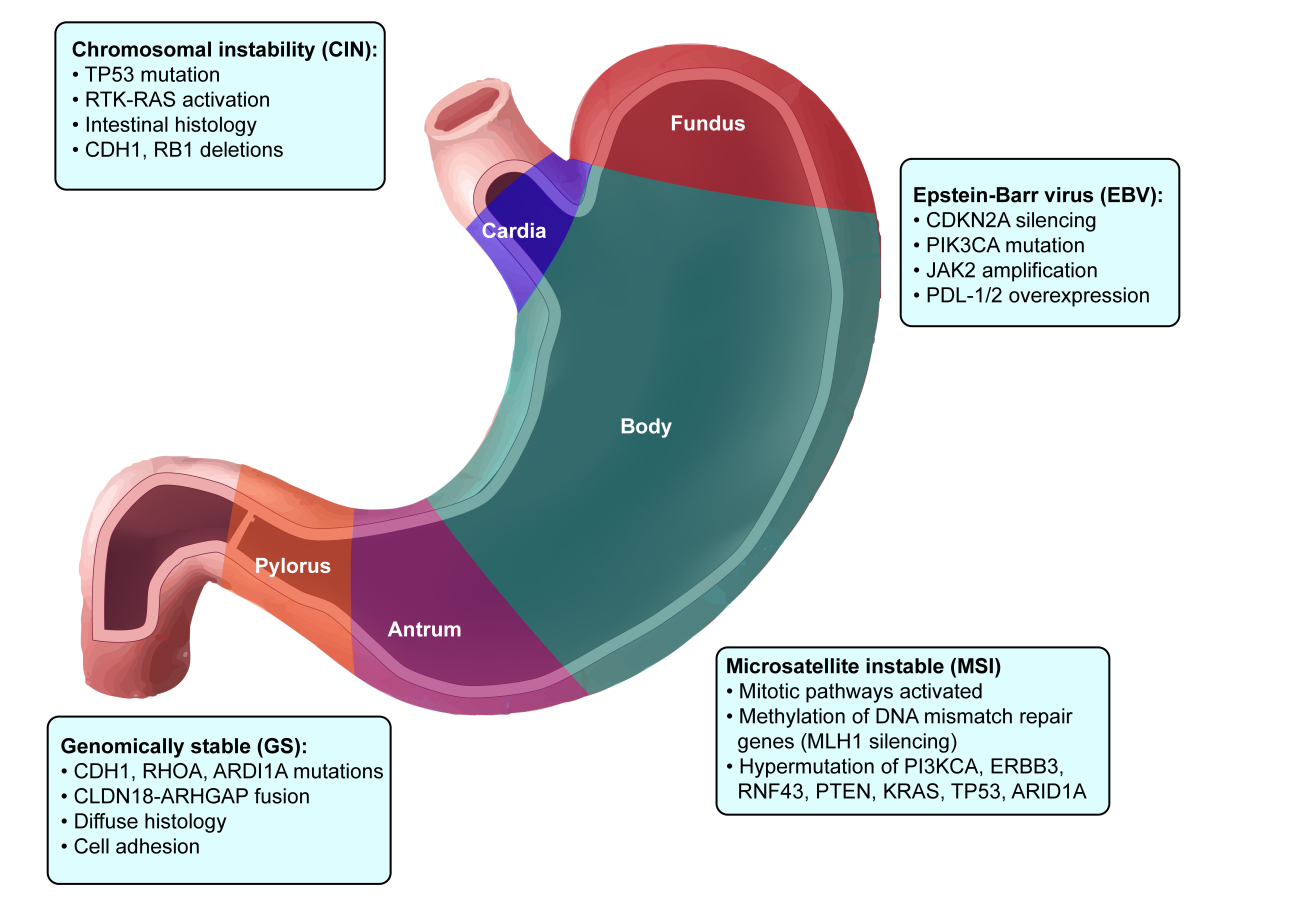 Chromosomal instability (CIN):
• TP53 mutation
• RTK-RAS activation
• Intestinal histology
• CDH1, RB1 deletions
Fundus
Epstein-Barr virus (EBV):
• CDKN2A silencing
• PIK3CA mutation
• JAK2 amplification
• PDL-1/2 overexpression
Cardia
Body
Pylorus
Antrum
Microsatellite instable (MSI)
• Mitotic pathways activated
• Methylation of DNA mismatch repair
genes (MLH1 silencing)
• Hypermutation of PI3KCA, ERBB3,
RNF43, PTEN, KRAS, TP53, ARID1A
Genomically stable (GS):
• CDH1, RHOA, ARDI1A mutations
• CLDN18-ARHGAP fusion
• Diffuse histology
• Cell adhesion